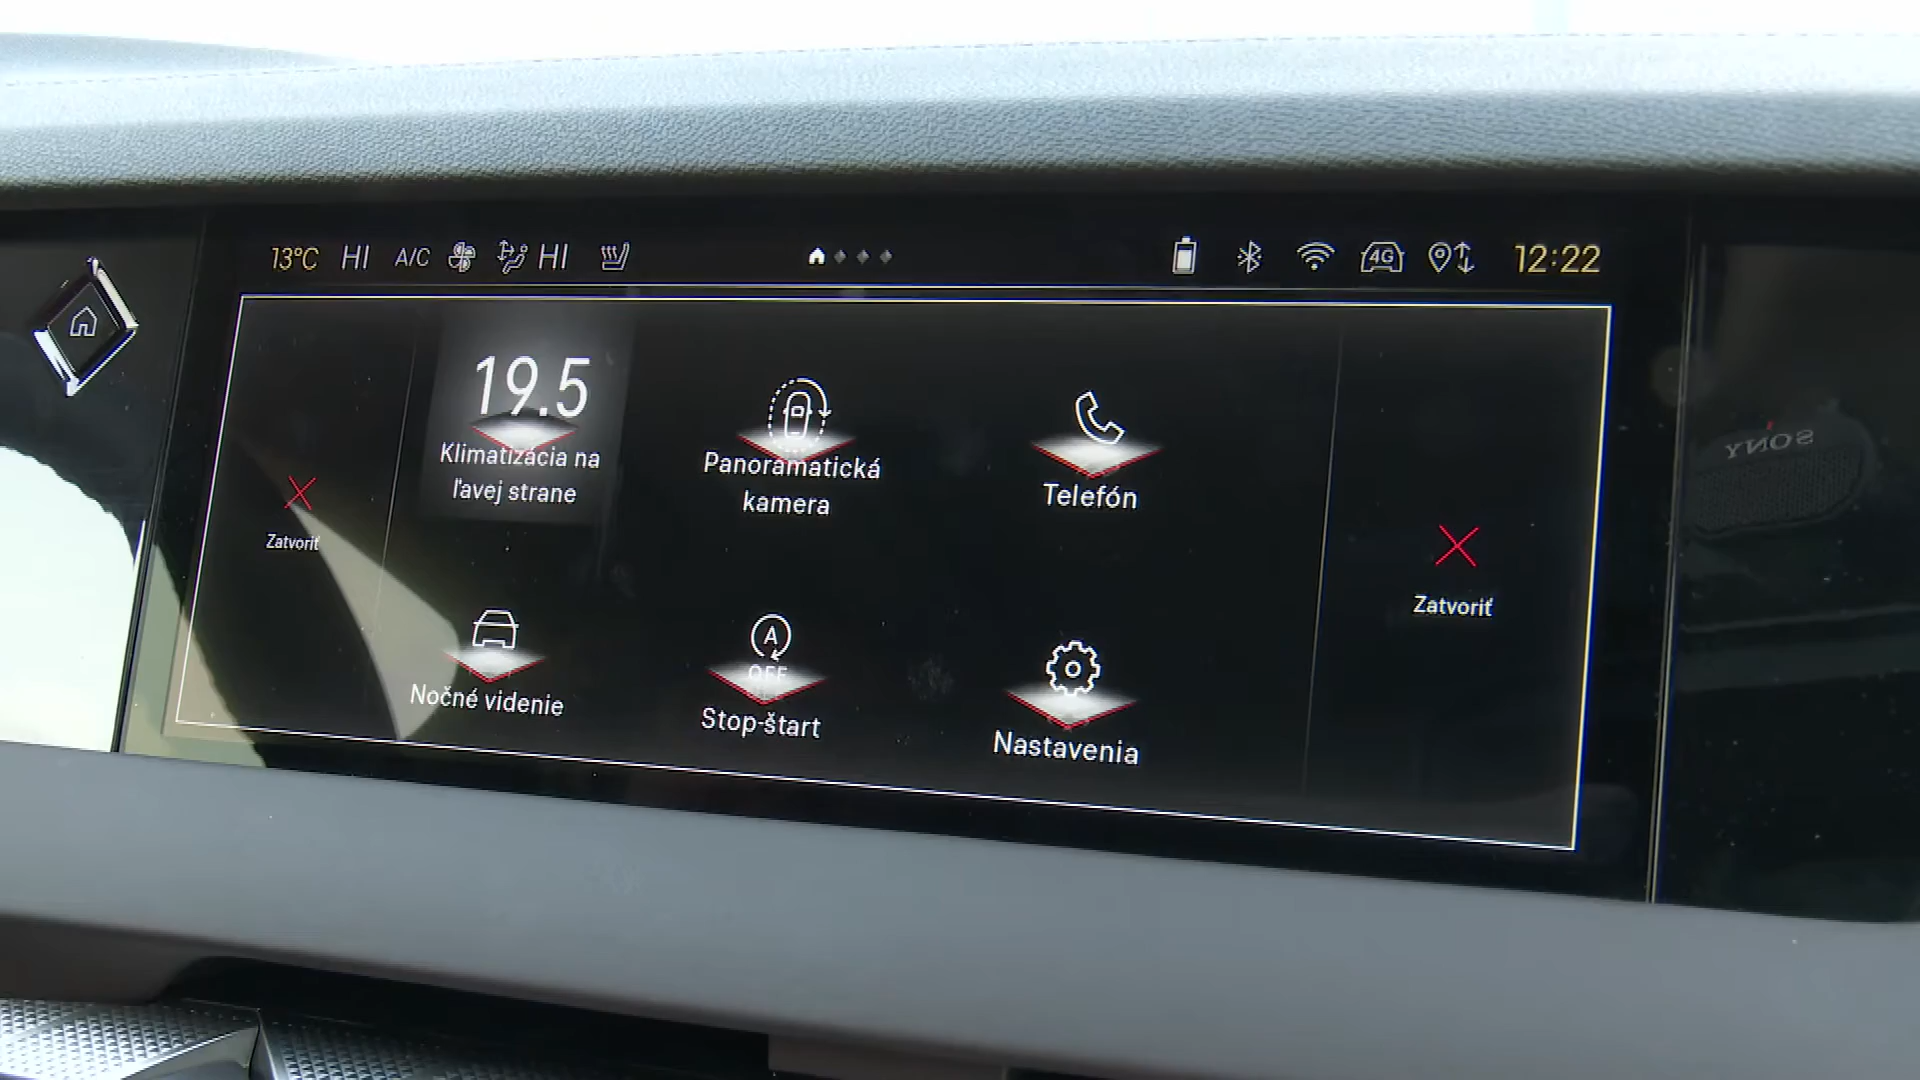 13°C HI A/C HI 4G 12:22
19.5
Klimatizácia na
ľavej strane
Panoramatická
kamera
Telefón
Zatvoriť
Zatvoriť
Nočné videnie
A
OFF
Stop-štart
Nastavenia
SONY